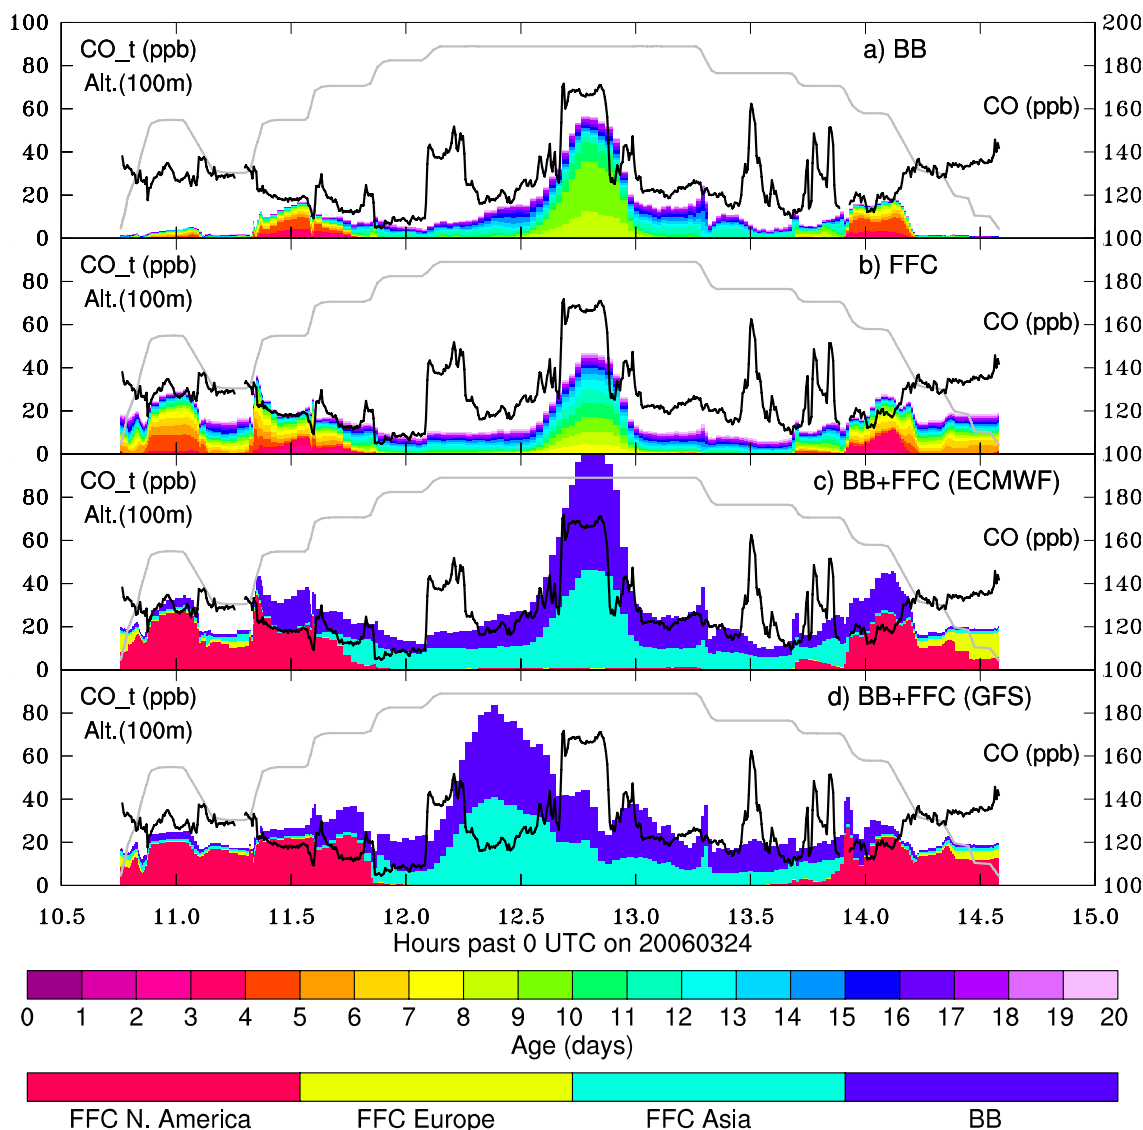 100 200
CO_t (ppb) a) BB
80 180
Alt.(100m)
CO (ppb)
60 160
40 140
20 120
0 100
CO_t (ppb) b) FFC
80 180
Alt.(100m)
CO (ppb)
60 160
40 140
20 120
0 100
CO_t (ppb) c) BB+FFC (ECMWF)
80 180
Alt.(100m)
CO (ppb)
60 160
40 140
20 120
0 100
CO_t (ppb) d) BB+FFC (GFS)
80 180
Alt.(100m)
CO (ppb)
60 160
40 140
20 120
0 100
10.5 11.0 11.5 12.0 12.5 13.0 13.5 14.0 14.5 15.0
Hours past 0 UTC on 20060324
0 1 2 3 4 5 6 7 8 9 10 11 12 13 14 15 16 17 18 19 20
Age (days)
FFC N. America FFC Europe FFC Asia BB